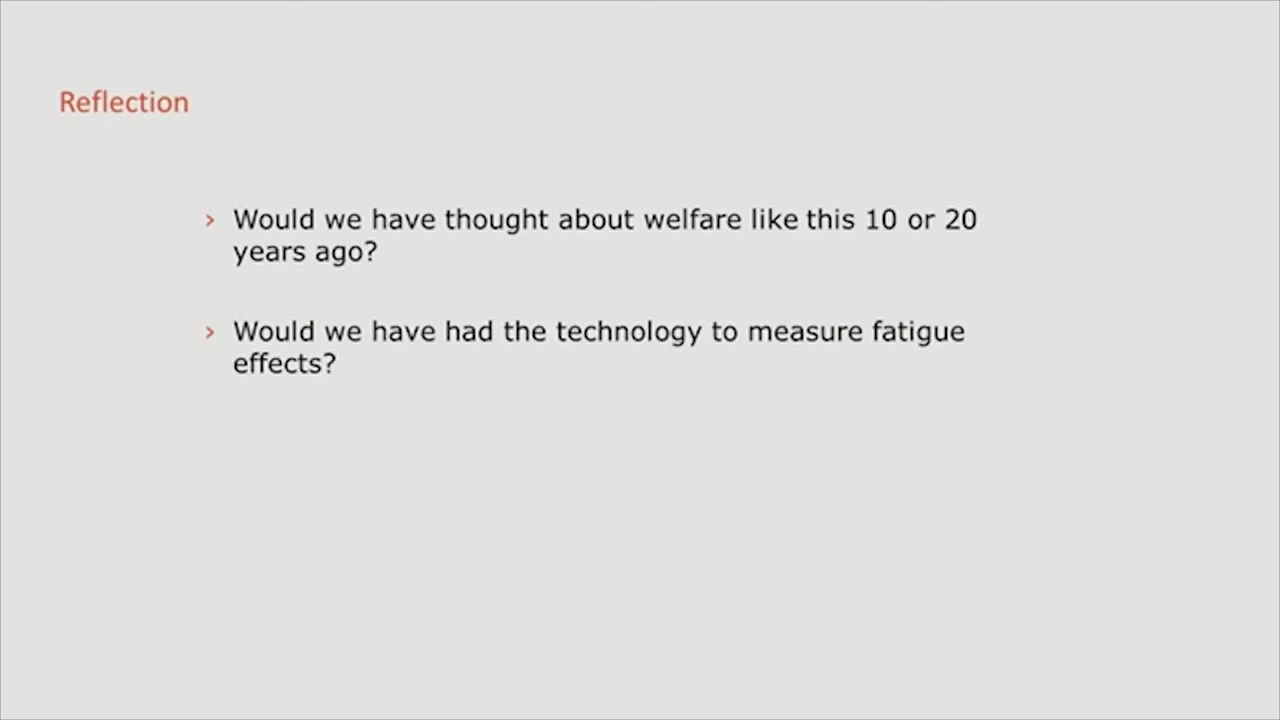 Reflection
› Would we have thought about welfare like this 10 or 20
years ago?
› Would we have had the technology to measure fatigue
effects?